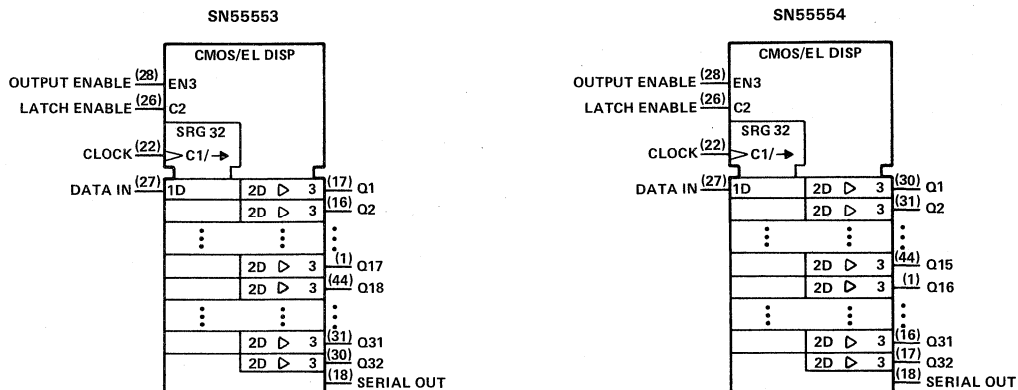 SN55553
CMOS/EL DISP
OUTPUT ENABLE (28) EN3
LATCH ENABLE (26) C2
SRG 32
CLOCK (22) C1/→
DATA IN (27) 1D 2D ▷ 3 (17) Q1
2D ▷ 3 (16) Q2
2D ▷ 3 (1) Q17
2D ▷ 3 (44) Q18
2D ▷ 3 (31) Q31
2D ▷ 3 (30) Q32
(18) SERIAL OUT
SN55554
CMOS/EL DISP
OUTPUT ENABLE (28) EN3
LATCH ENABLE (26) C2
SRG 32
CLOCK (22) C1/→
DATA IN (27) 1D 2D ▷ 3 (30) Q1
2D ▷ 3 (31) Q2
2D ▷ 3 (44) Q15
2D ▷ 3 (1) Q16
2D ▷ 3 (16) Q31
2D ▷ 3 (17) Q32
(18) SERIAL OUT